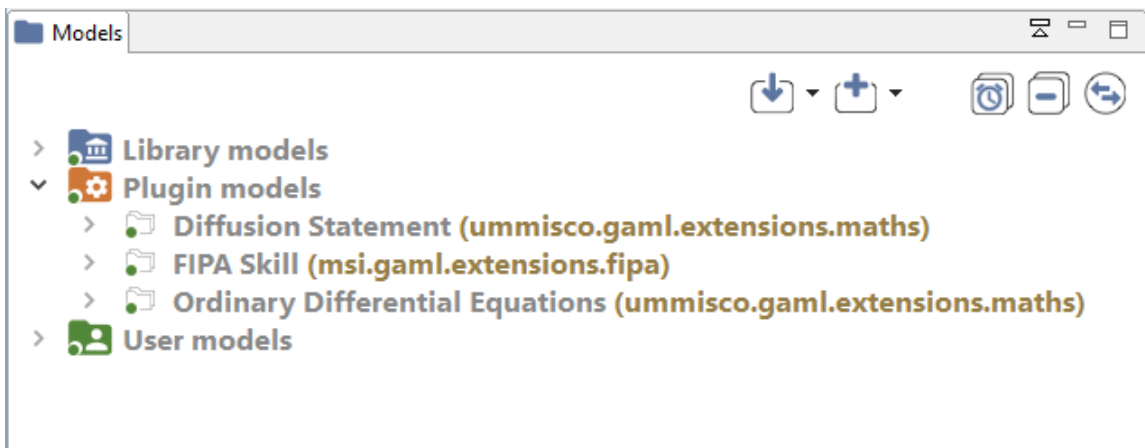 Models
Library models
Plugin models
Diffusion Statement (ummisco.gaml.extensions.maths)
FIPA Skill (msi.gaml.extensions.fipa)
Ordinary Differential Equations (ummisco.gaml.extensions.maths)
User models